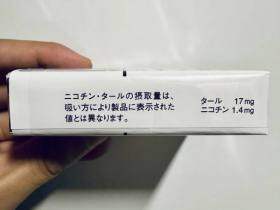 ニコチン・タールの摂取量は、
吸い方により製品に表示された
値とは異なります。
タール 17mg
ニコチン 1.4mg